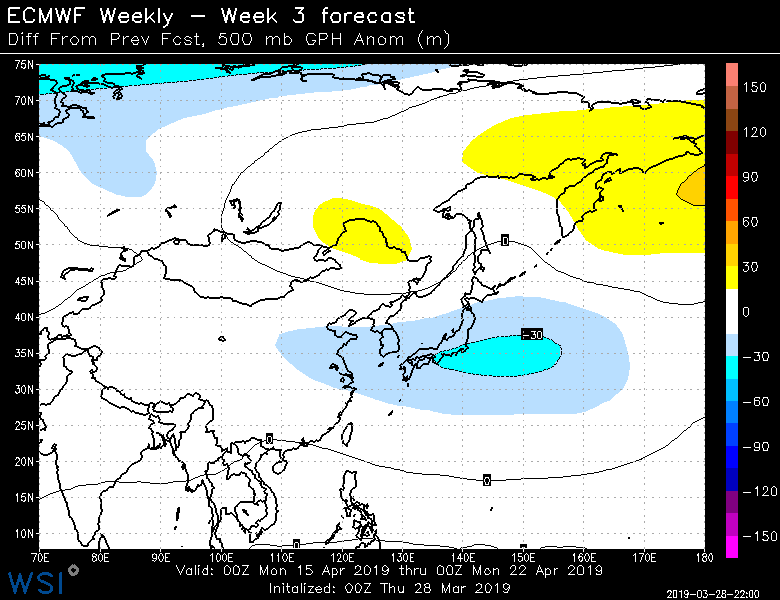 ECMWF Weekly – Week 3 forecast
Diff From Prev Fcst, 500 mb GPH Anom (m)
75N
70N
65N
60N
55N
50N
45N
40N
35N
30N
25N
20N
15N
10N
0
-30
0
0
0
150
120
90
60
30
0
-30
-60
-90
-120
-150
70E 80E 90E 100E 110E 120E 130E 140E 150E 160E 170E 180
Valid: 00Z Mon 15 Apr 2019 thru 00Z Mon 22 Apr 2019
Initalized: 00Z Thu 28 Mar 2019
WSI
2019-03-28-22:00